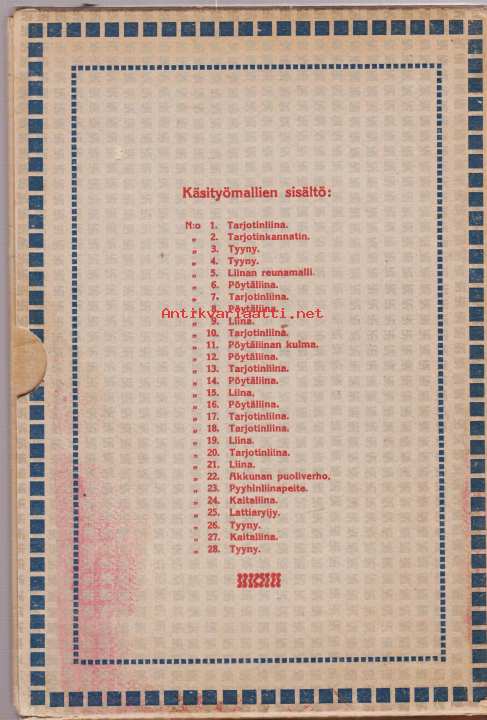 Käsityömallien sisältö:
N:o 1. Tarjotinliina.
„ 2. Tarjotinkannatin.
„ 3. Tyyny.
„ 4. Tyyny.
„ 5. Liinan reunamalli.
„ 6. Pöytäliina.
„ 7. Tarjotinliina.
„ 8. Pöytäliina.
Antikvariaatti.net
„ 9. Liina.
„ 10. Tarjotinliina.
„ 11. Pöytäliinan kulma.
„ 12. Pöytäliina.
„ 13. Tarjotinliina.
„ 14. Pöytäliina.
„ 15. Liina.
„ 16. Pöytäliina.
„ 17. Tarjotinliina.
„ 18. Tarjotinliina.
„ 19. Liina.
„ 20. Tarjotinliina.
„ 21. Liina.
„ 22. Akkunan puoliverho.
„ 23. Pyyhinliinapeite.
„ 24. Kaitaliina.
„ 25. Lattiaryijy.
„ 26. Tyyny.
„ 27. Kaitaliina.
„ 28. Tyyny.